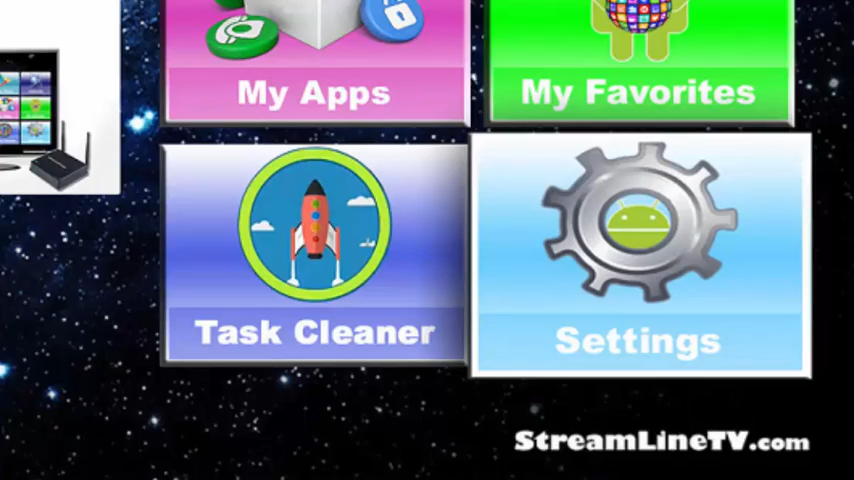 My Apps
My Favorites
Task Cleaner
Settings
StreamLineTV.com